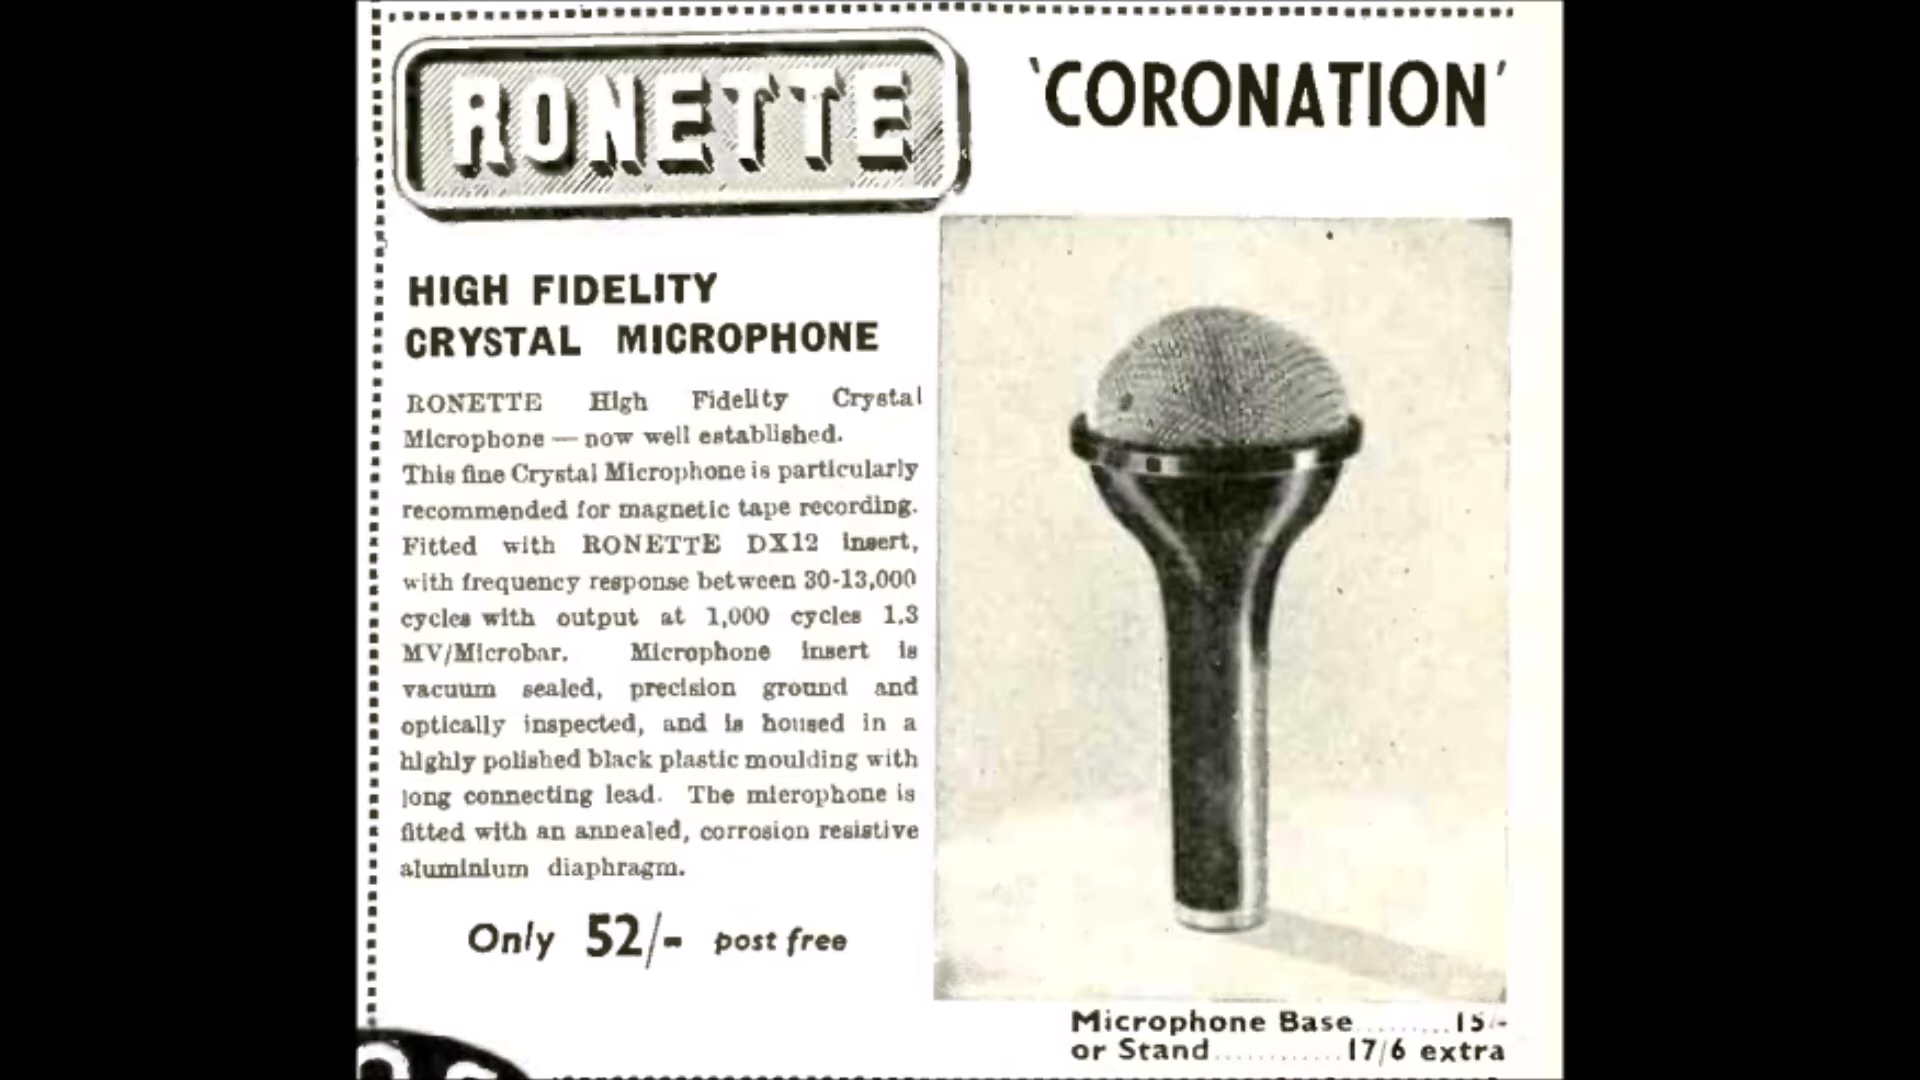 RONETTE
'CORONATION'
HIGH FIDELITY
CRYSTAL MICROPHONE
RONETTE High Fidelity Crystal
Microphone — now well established.
This fine Crystal Microphone is particularly
recommended for magnetic tape recording.
Fitted with RONETTE DX12 insert,
with frequency response between 30-13,000
cycles with output at 1,000 cycles 1.3
MV/Microbar. Microphone insert is
vacuum sealed, precision ground and
optically inspected, and is housed in a
highly polished black plastic moulding with
long connecting lead. The microphone is
fitted with an annealed, corrosion resistive
aluminium diaphragm.
Only 52/- post free
Microphone Base.........15/-
or Stand............17/6 extra